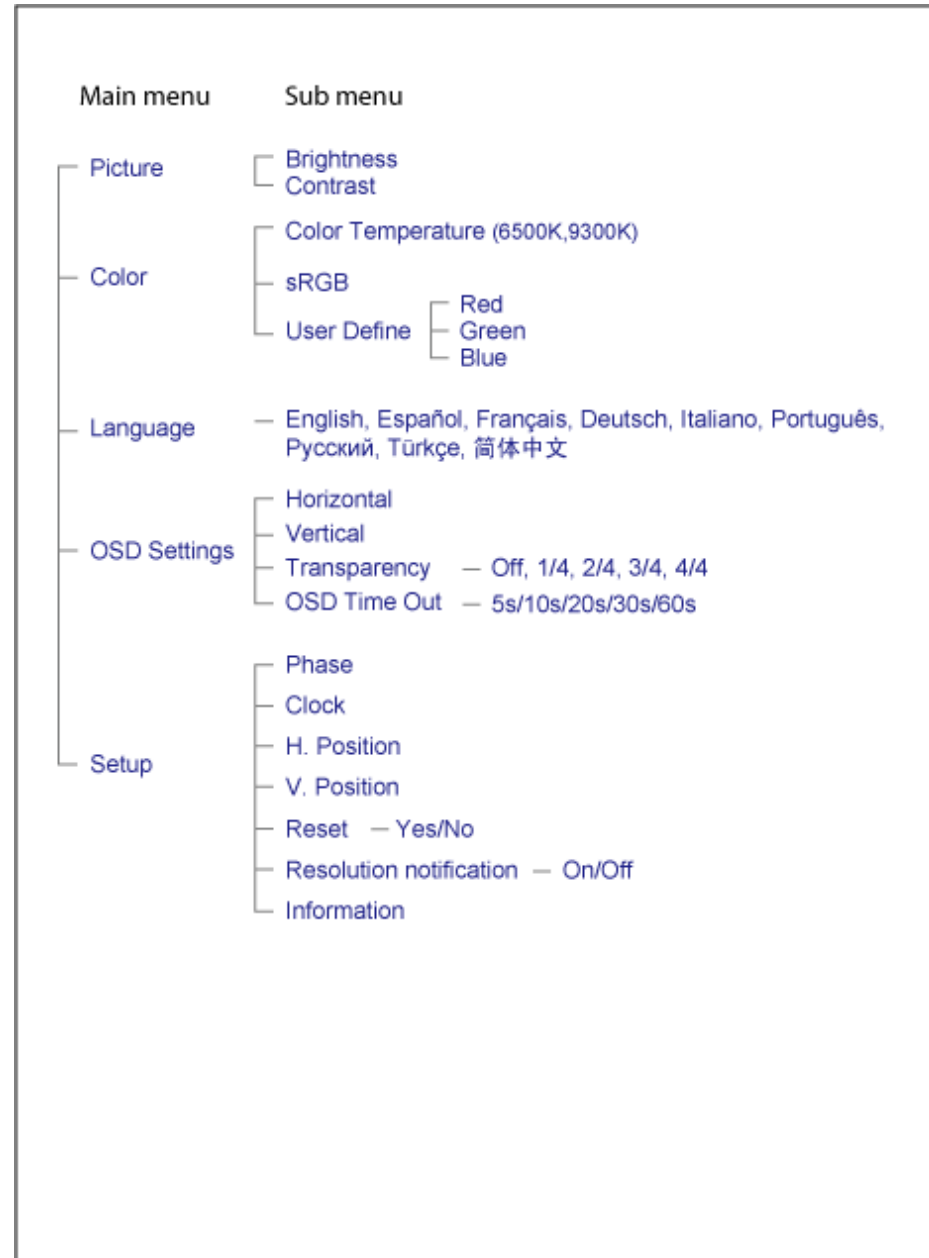 Main menu Sub menu
Picture Brightness
Contrast
Color Temperature (6500K,9300K)
Color sRGB
User Define Red
Green
Blue
Language English, Español, Français, Deutsch, Italiano, Português,
Русский, Türkçe, 简体中文
Horizontal
Vertical
OSD Settings
Transparency Off, 1/4, 2/4, 3/4, 4/4
OSD Time Out 5s/10s/20s/30s/60s
Phase
Clock
H. Position
Setup
V. Position
Reset Yes/No
Resolution notification On/Off
Information